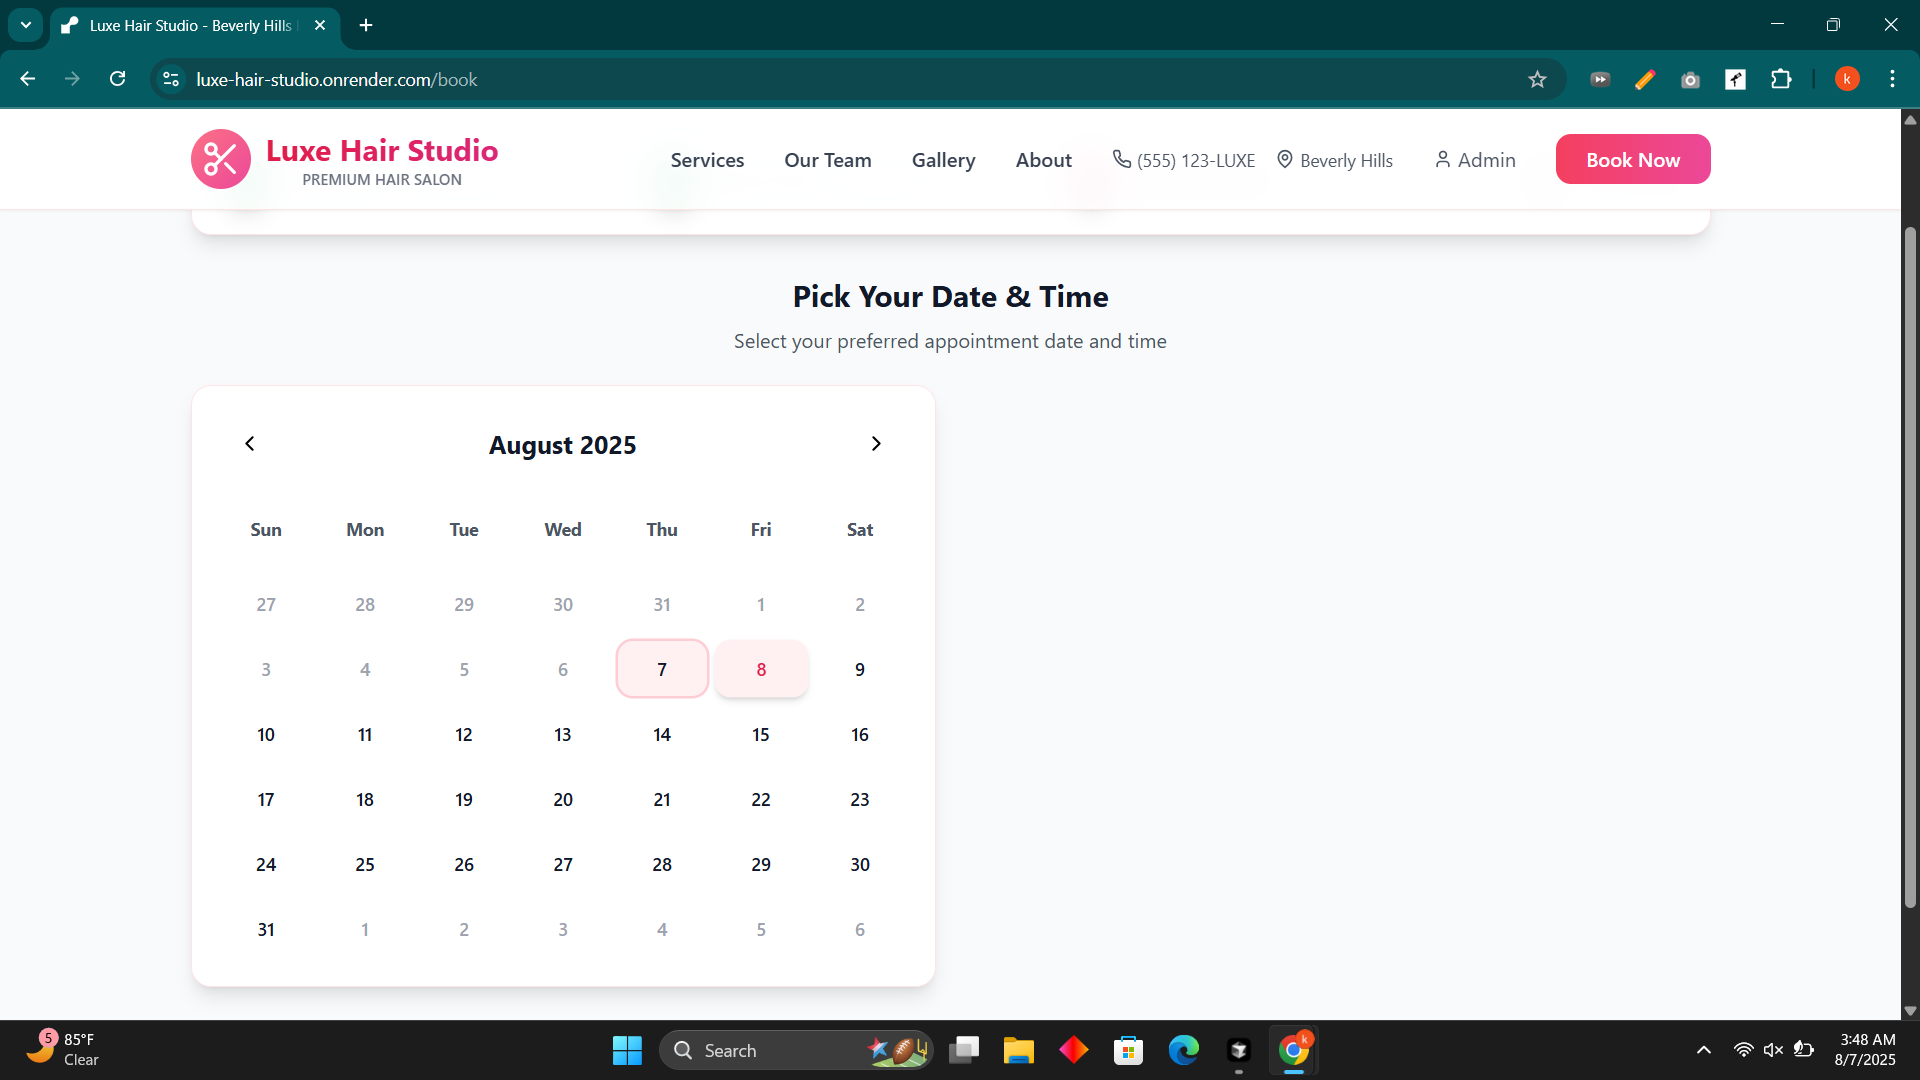 Luxe Hair Studio - Beverly Hills
luxe-hair-studio.onrender.com/book
k
Luxe Hair Studio
PREMIUM HAIR SALON
Services
Our Team
Gallery
About
(555) 123-LUXE
Beverly Hills
Admin
Book Now
Pick Your Date & Time
Select your preferred appointment date and time
August 2025
Sun Mon Tue Wed Thu Fri Sat
27 28 29 30 31 1 2
3 4 5 6 7 8 9
10 11 12 13 14 15 16
17 18 19 20 21 22 23
24 25 26 27 28 29 30
31 1 2 3 4 5 6
5
85°F
Clear
Search
k
3:48 AM
8/7/2025